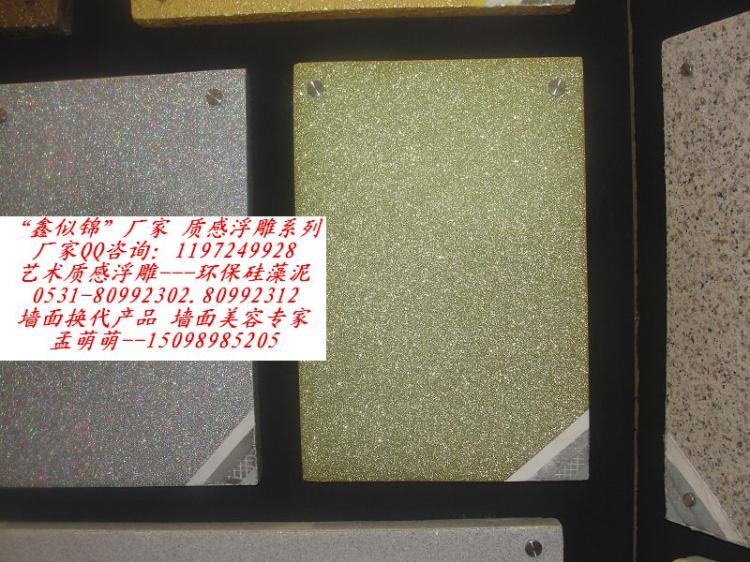 “鑫似锦”厂家 质感浮雕系列
厂家QQ咨询：1197249928
艺术质感浮雕---环保硅藻泥
0531-80992302.80992312
墙面换代产品 墙面美容专家
孟萌萌--15098985205